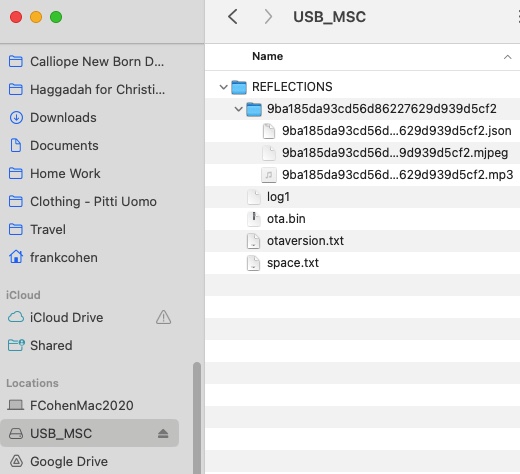 USB_MSC
Calliope New Born D...
Haggadah for Christi...
Downloads
Documents
Home Work
Clothing - Pitti Uomo
Travel
frankcohen
iCloud
iCloud Drive
Shared
Locations
FCohenMac2020
USB_MSC
Google Drive
Name
REFLECTIONS
9ba185da93cd56d86227629d939d5cf2
9ba185da93cd56d...629d939d5cf2.json
9ba185da93cd56d...9d939d5cf2.mjpeg
9ba185da93cd56d...629d939d5cf2.mp3
log1
ota.bin
otaversion.txt
space.txt